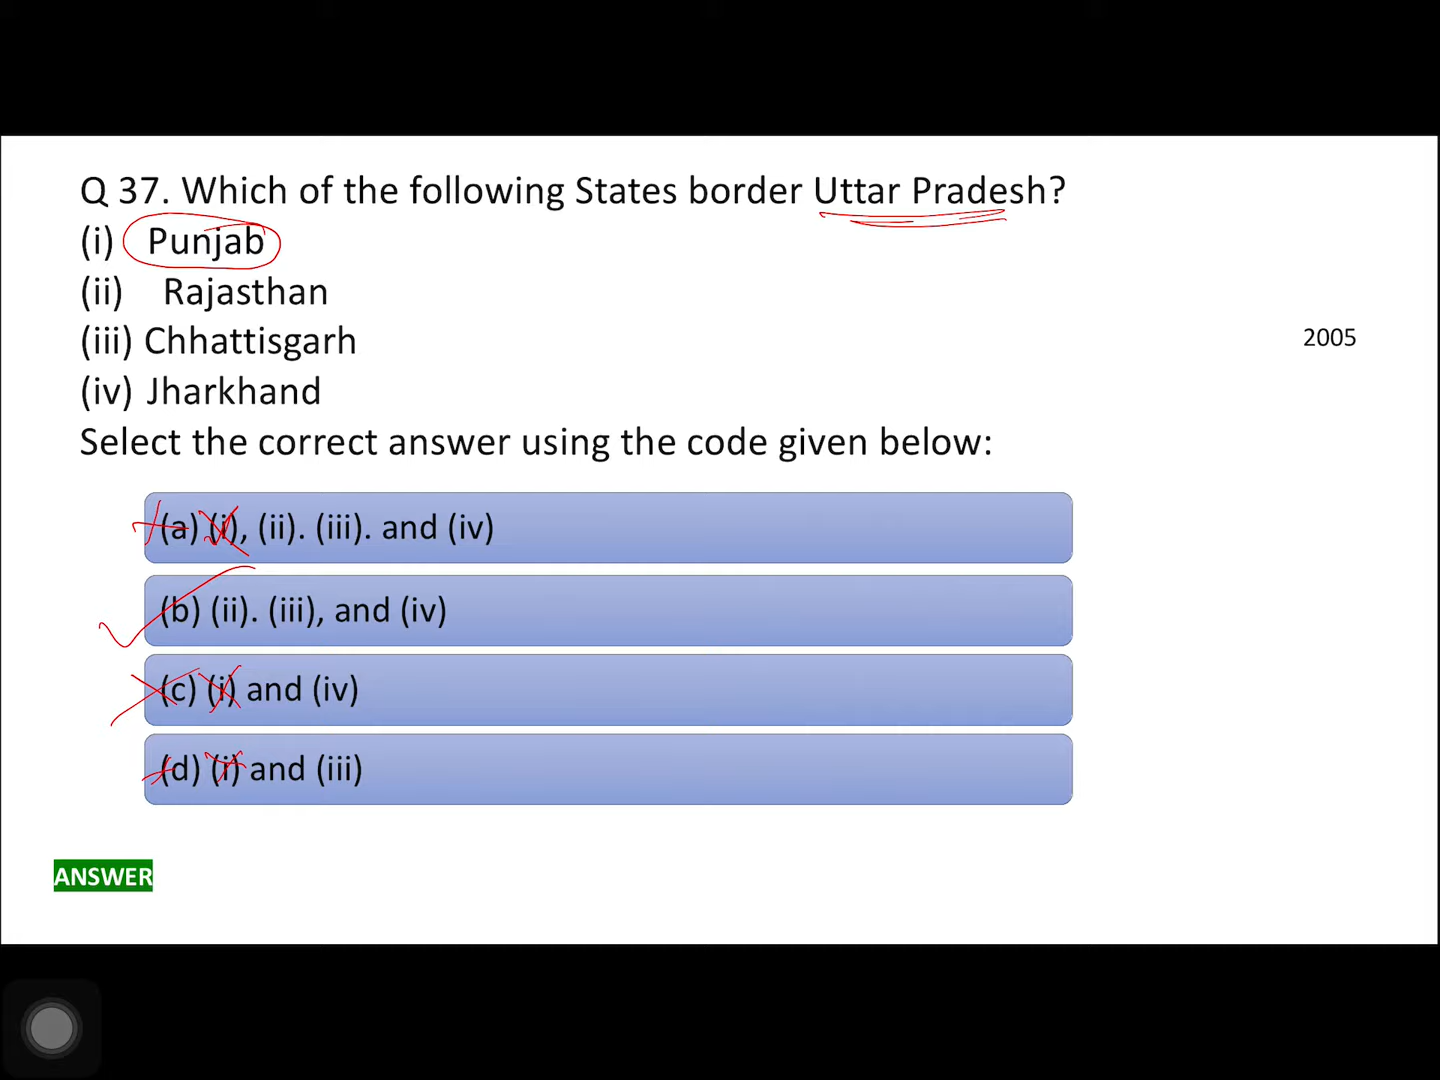 Q 37. Which of the following States border Uttar Pradesh?
(i) Punjab
(ii) Rajasthan
(iii) Chhattisgarh
2005
(iv) Jharkhand
Select the correct answer using the code given below:
(a) (i), (ii). (iii). and (iv)
(b) (ii). (iii), and (iv)
(c) (i) and (iv)
(d) (i) and (iii)
ANSWER